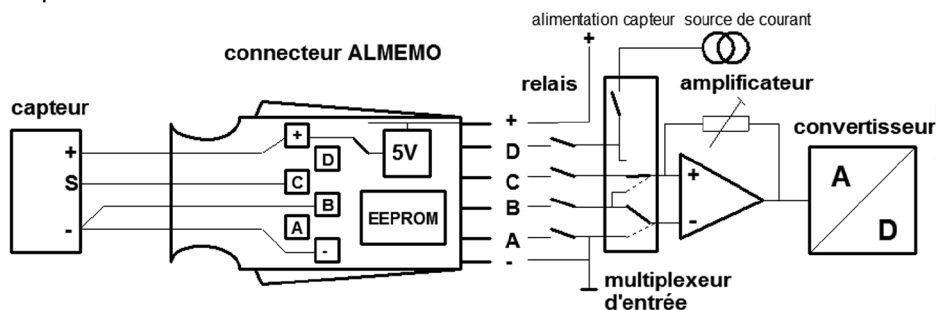 alimentation capteur source de courant
+
connecteur ALMEMO
relais
amplificateur
capteur
convertisseur
+
S
-
+
D
C
B
A
-
5V
EEPROM
+
D
C
B
A
-
+
-
A
D
multiplexeur
d'entrée